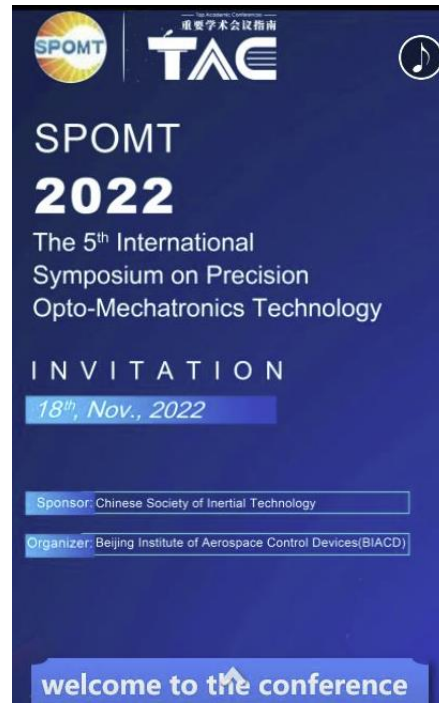 SPOMT
Top Academic Conferences
重要学术会议指南
TAC
SPOMT
2022
The 5th International
Symposium on Precision
Opto-Mechatronics Technology
INVITATION
18th, Nov., 2022
Sponsor: Chinese Society of Inertial Technology
Organizer: Beijing Institute of Aerospace Control Devices(BIACD)
welcome to the conference